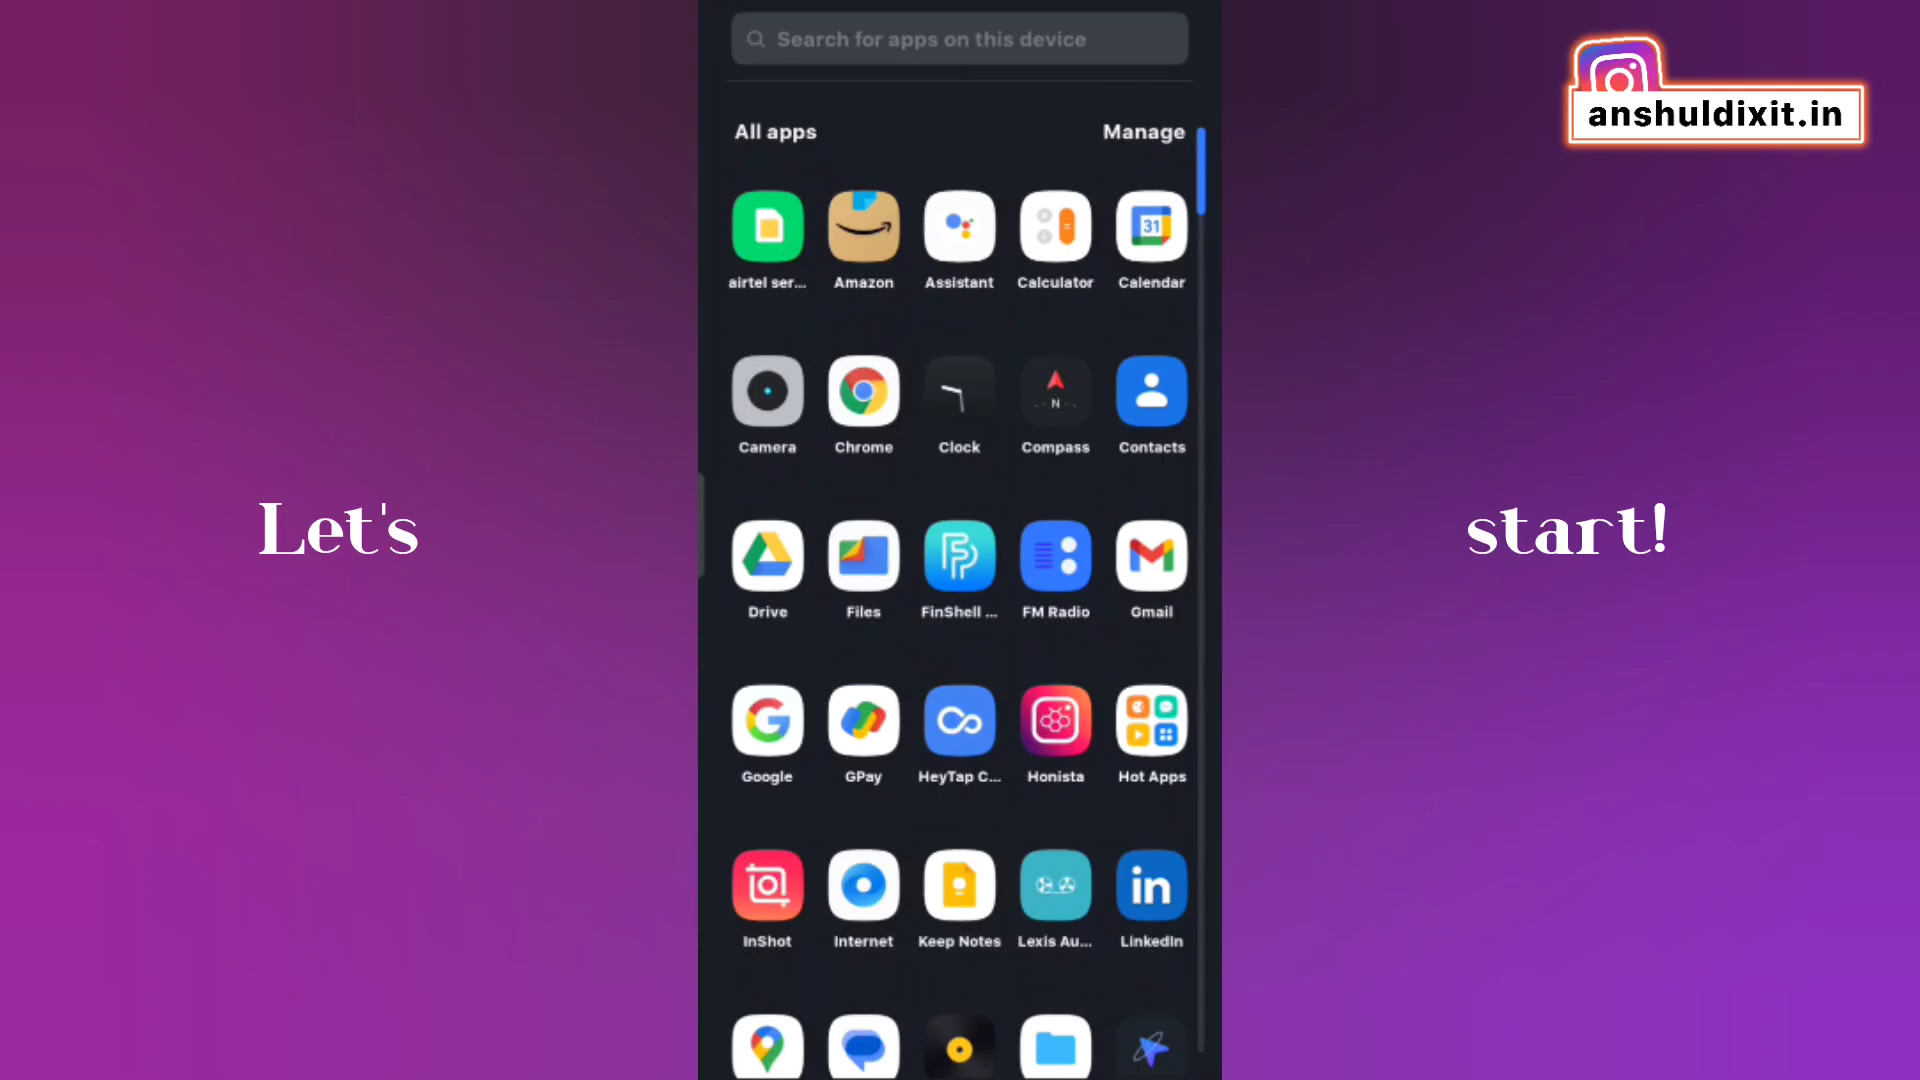 Search for apps on this device
anshuldixit.in
All apps Manage
31
airtel ser... Amazon Assistant Calculator Calendar
N
Camera Chrome Clock Compass Contacts
Let's start!
Drive Files FinShell ... FM Radio Gmail
Google GPay HeyTap C... Honista Hot Apps
in
InShot Internet Keep Notes Lexis Au... LinkedIn